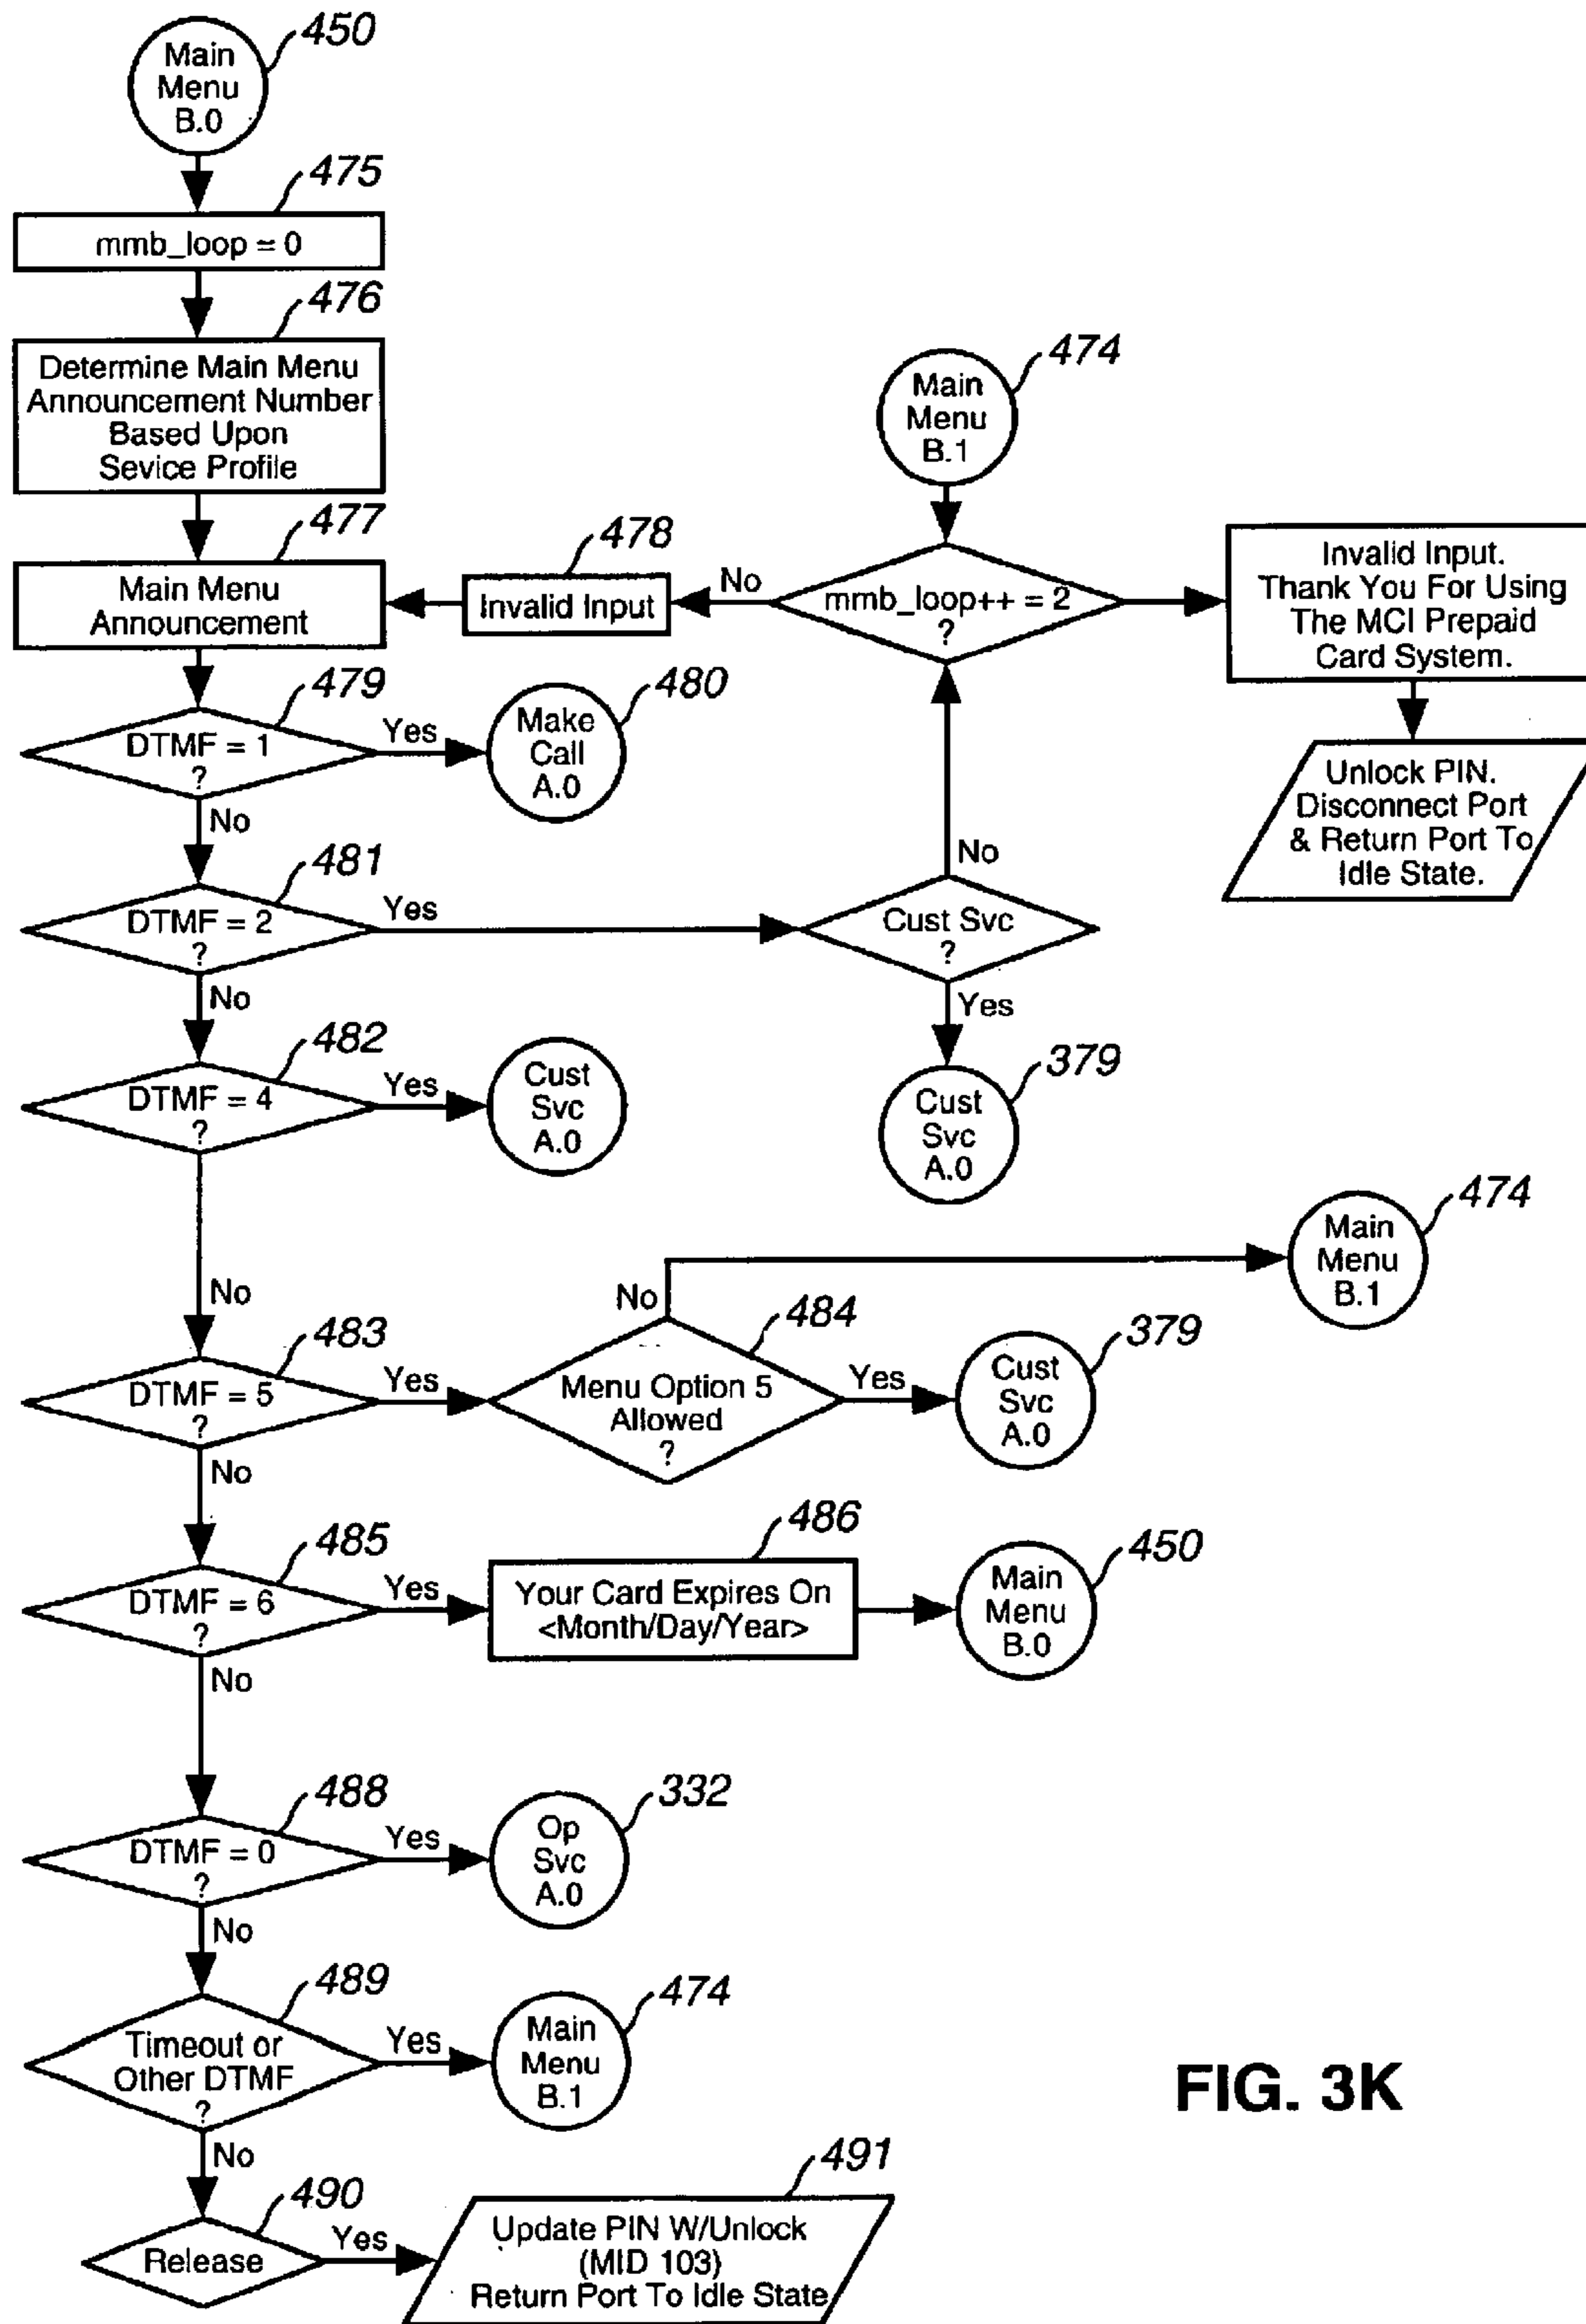 450
Main
Menu
B.0
475
mmb_loop = 0
476
Determine Main Menu
Announcement Number
Based Upon
Sevice Profile
474
Main
Menu
B.1
477
Main Menu
Announcement
478
Invalid Input
No
mmb_loop++ = 2
?
Invalid Input.
Thank You For Using
The MCI Prepaid
Card System.
Unlock PIN.
Disconnect Port
& Return Port To
Idle State.
479
DTMF = 1
?
Yes
480
Make
Call
A.0
No
481
DTMF = 2
?
Yes
No
Cust Svc
?
Yes
379
Cust
Svc
A.0
No
482
DTMF = 4
?
Yes
Cust
Svc
A.0
No
483
DTMF = 5
?
Yes
484
Menu Option 5
Allowed
?
No
474
Main
Menu
B.1
Yes
379
Cust
Svc
A.0
No
485
DTMF = 6
?
Yes
486
Your Card Expires On
<Month/Day/Year>
450
Main
Menu
B.0
No
488
DTMF = 0
?
Yes
332
Op
Svc
A.0
No
489
Timeout or
Other DTMF
?
Yes
474
Main
Menu
B.1
No
490
Release
Yes
491
Update PIN W/Unlock
(MID 103)
Return Port To Idle State
FIG. 3K